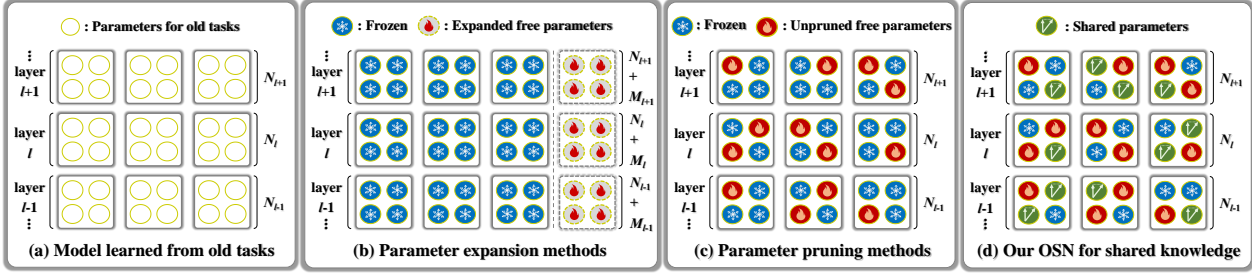 : Parameters for old tasks
...
layer
l+1
N_{l+1}
layer
l
N_l
layer
l-1
...
N_{l-1}
(a) Model learned from old tasks
: Frozen
: Expanded free parameters
...
layer
l+1
N_{l+1}
+
M_{l+1}
layer
l
N_l
+
M_l
layer
l-1
...
N_{l-1}
+
M_{l-1}
(b) Parameter expansion methods
: Frozen
: Unpruned free parameters
...
layer
l+1
N_{l+1}
layer
l
N_l
layer
l-1
...
N_{l-1}
(c) Parameter pruning methods
: Shared parameters
...
layer
l+1
N_{l+1}
layer
l
N_l
layer
l-1
...
N_{l-1}
(d) Our OSN for shared knowledge